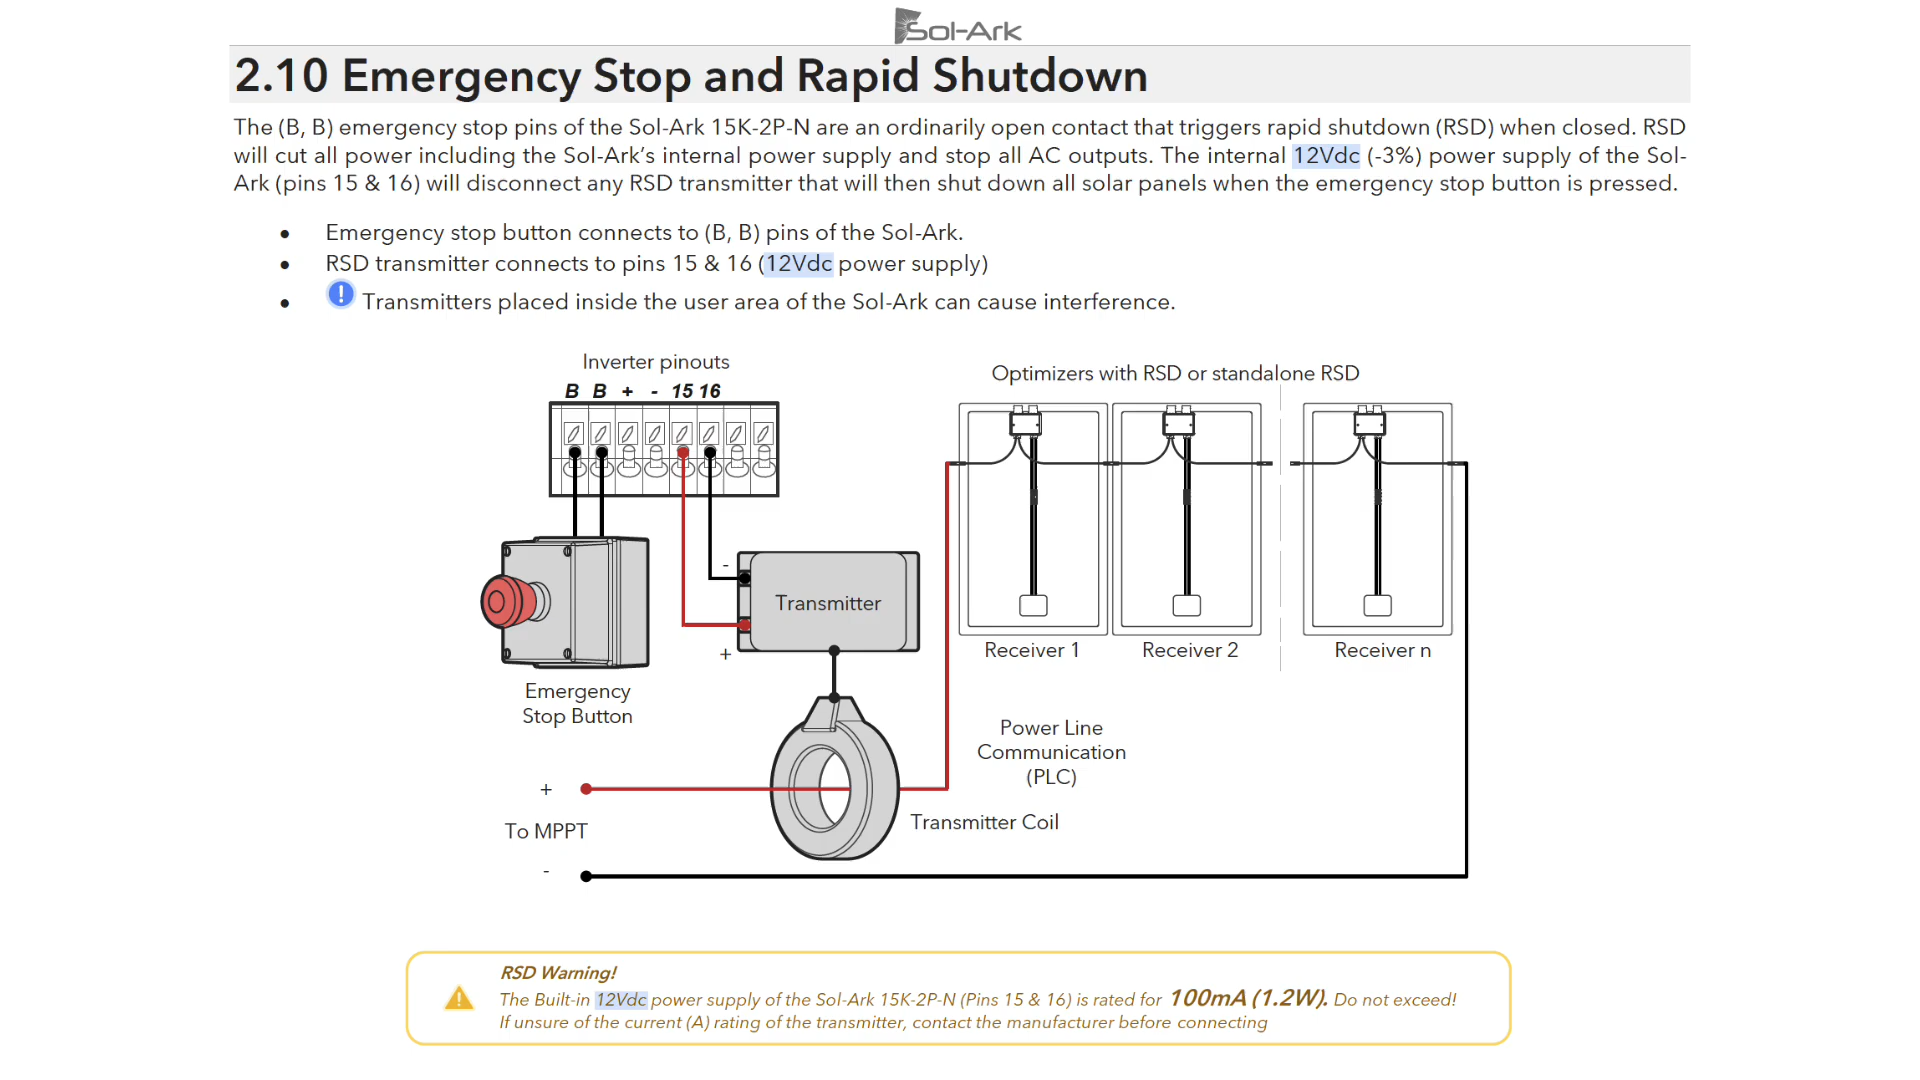 Sol-Ark
2.10 Emergency Stop and Rapid Shutdown
The (B, B) emergency stop pins of the Sol-Ark 15K-2P-N are an ordinarily open contact that triggers rapid shutdown (RSD) when closed. RSD
will cut all power including the Sol-Ark’s internal power supply and stop all AC outputs. The internal 12Vdc (-3%) power supply of the Sol-
Ark (pins 15 & 16) will disconnect any RSD transmitter that will then shut down all solar panels when the emergency stop button is pressed.
• Emergency stop button connects to (B, B) pins of the Sol-Ark.
• RSD transmitter connects to pins 15 & 16 (12Vdc power supply)
• ! Transmitters placed inside the user area of the Sol-Ark can cause interference.
Inverter pinouts
B B + - 15 16
Optimizers with RSD or standalone RSD
-
Transmitter
+
Receiver 1
Receiver 2
Receiver n
Emergency
Stop Button
Power Line
Communication
(PLC)
+
To MPPT
-
Transmitter Coil
RSD Warning!
The Built-in 12Vdc power supply of the Sol-Ark 15K-2P-N (Pins 15 & 16) is rated for 100mA (1.2W). Do not exceed!
If unsure of the current (A) rating of the transmitter, contact the manufacturer before connecting